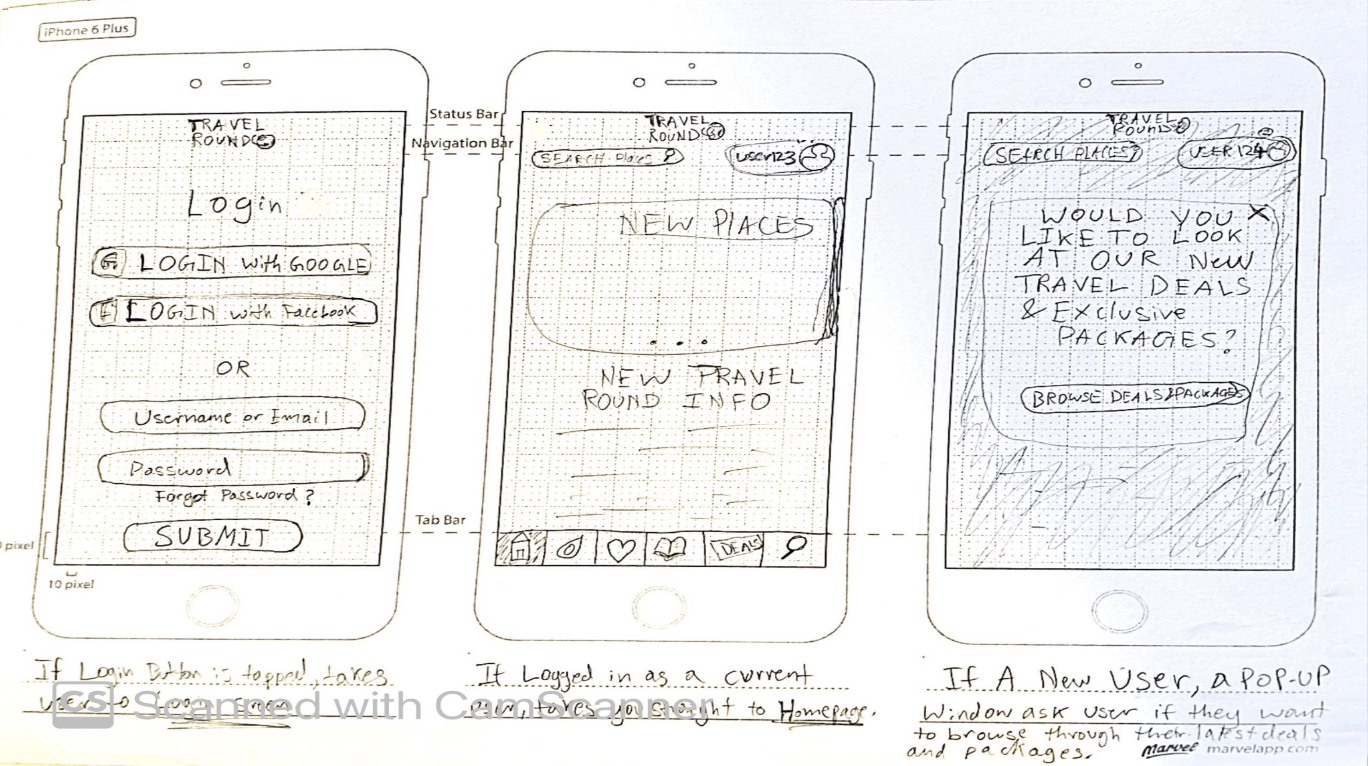 iPhone 6 Plus
TRAVEL
ROUND
Login
G LOGIN with GOOGLE
F LOGIN with Facebook
OR
Username or Email
Password
Forgot Password?
SUBMIT
pixel
10 pixel
If Login Button is tapped, takes
users to Login screen
Status Bar
Navigation Bar
Tab Bar
TRAVEL
ROUND
SEARCH Places
user123
NEW PlACES
...
NEW TRAVEL
ROUND INFO
DEALS
If Logged in as a current
user, takes you straight to Homepage.
TRAVEL
ROUND
SEARCH PLACES
USER 124
WOULD YOU X
LIKE TO LOOK
AT OUR New
TRAVEL DEALS
& Exclusive
PACKAGES?
BROWSE DEALS & PACKAGES
If A New User, a POP-UP
Window ask user if they want
to browse through their latest deals
and packages.
Marvel marvelapp.com
CS Scanned with CamScanner